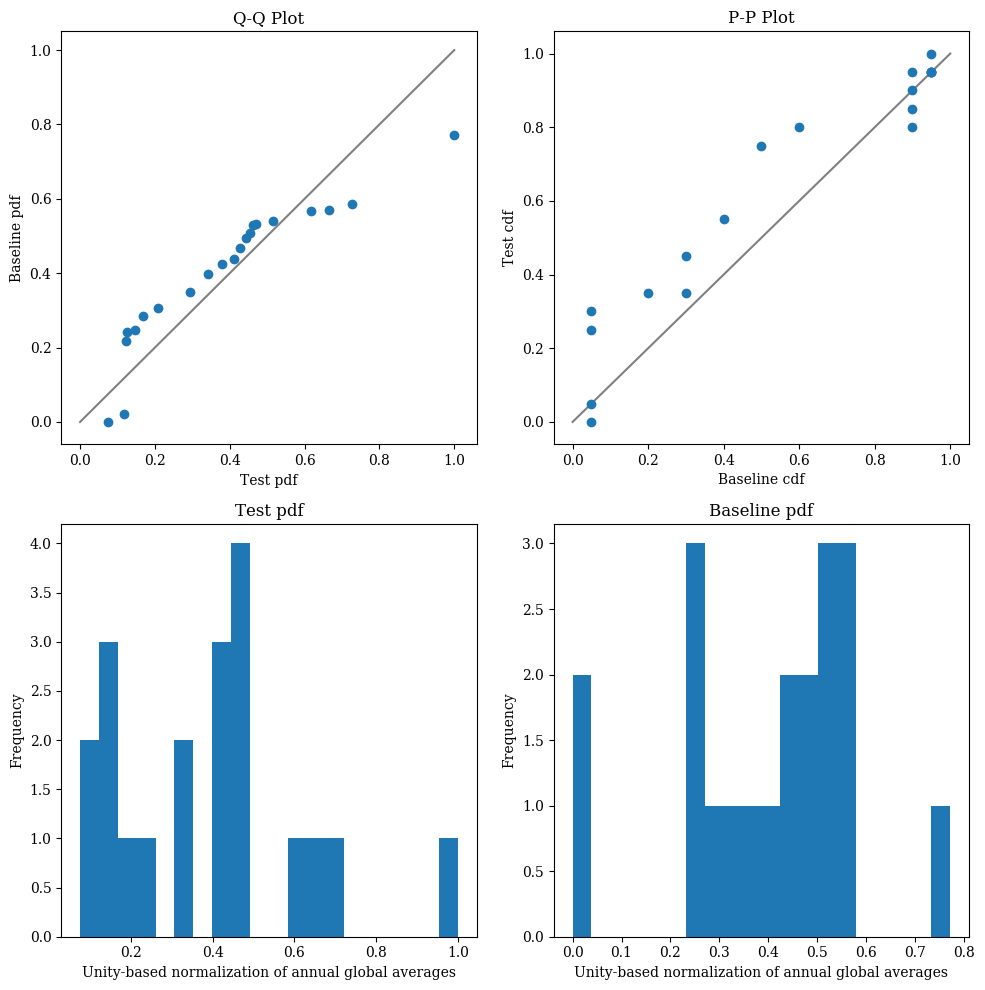 Q-Q Plot
1.0
0.8
0.6
0.4
0.2
0.0
Baseline pdf
0.0 0.2 0.4 0.6 0.8 1.0
Test pdf
P-P Plot
1.0
0.8
0.6
0.4
0.2
0.0
Test cdf
0.0 0.2 0.4 0.6 0.8 1.0
Baseline cdf
Test pdf
4.0
3.5
3.0
2.5
2.0
1.5
1.0
0.5
0.0
Frequency
0.2 0.4 0.6 0.8 1.0
Unity-based normalization of annual global averages
Baseline pdf
3.0
2.5
2.0
1.5
1.0
0.5
0.0
Frequency
0.0 0.1 0.2 0.3 0.4 0.5 0.6 0.7 0.8
Unity-based normalization of annual global averages